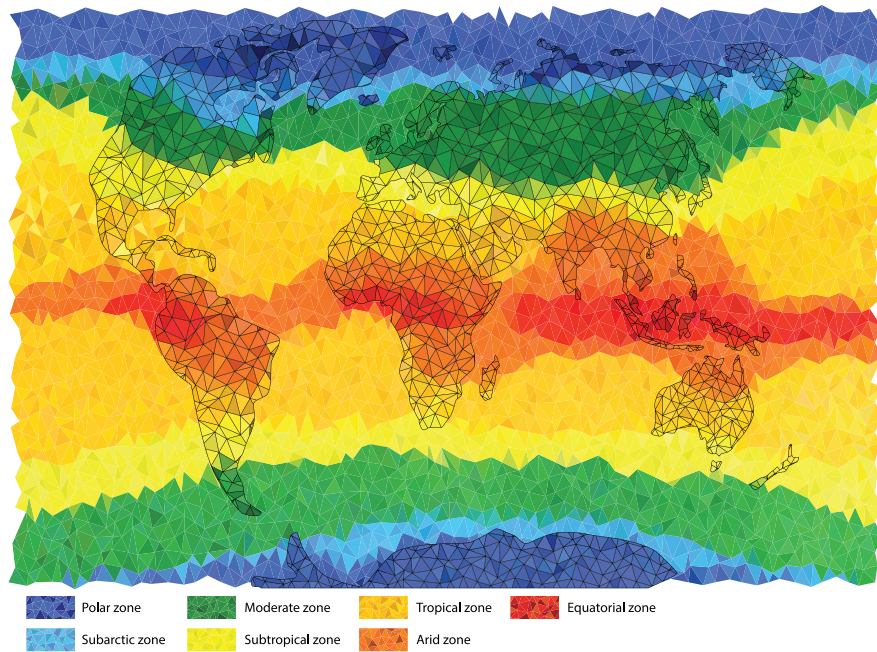 Polar zone
Moderate zone
Tropical zone
Equatorial zone
Subarctic zone
Subtropical zone
Arid zone